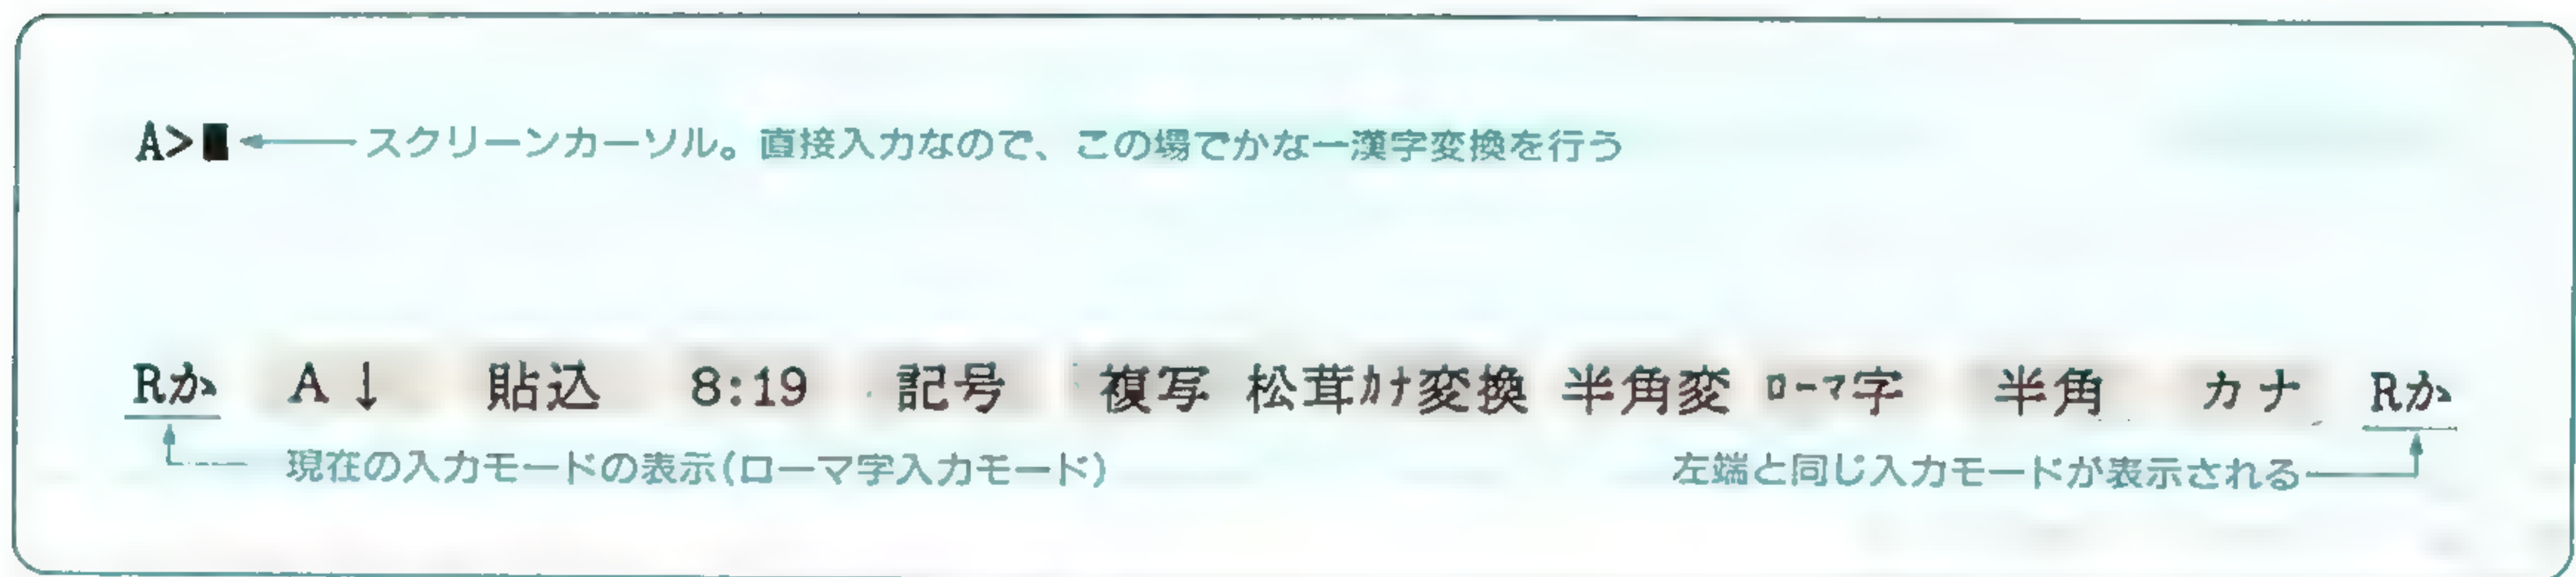 A>■ スクリーンカーソル。直接入力なので、この場でかなー漢字変換を行う
Rか A↓ 貼込 8:19 記号 複写 松茸ｶﾅ変換 半角変 ﾛｰﾏ字 半角 カナ Rか
現在の入力モードの表示(ローマ字入力モード) 左端と同じ入力モードが表示される